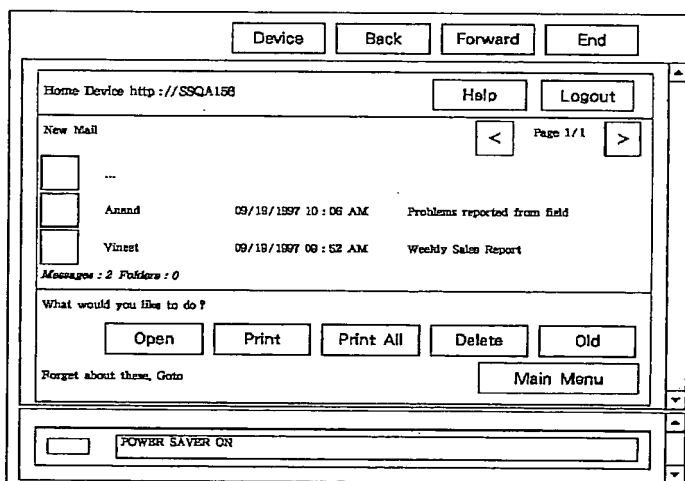 Device Back Forward End
Home Device http://SSQA158 Help Logout
New Mail < Page 1/1 >
---
Anand 09/19/1997 10:06 AM Problems reported from field
Vineet 09/19/1997 09:52 AM Weekly Sales Report
Messages : 2 Folders : 0
What would you like to do?
Open Print Print All Delete Old
Forget about these, Goto Main Menu
POWER SAVER ON